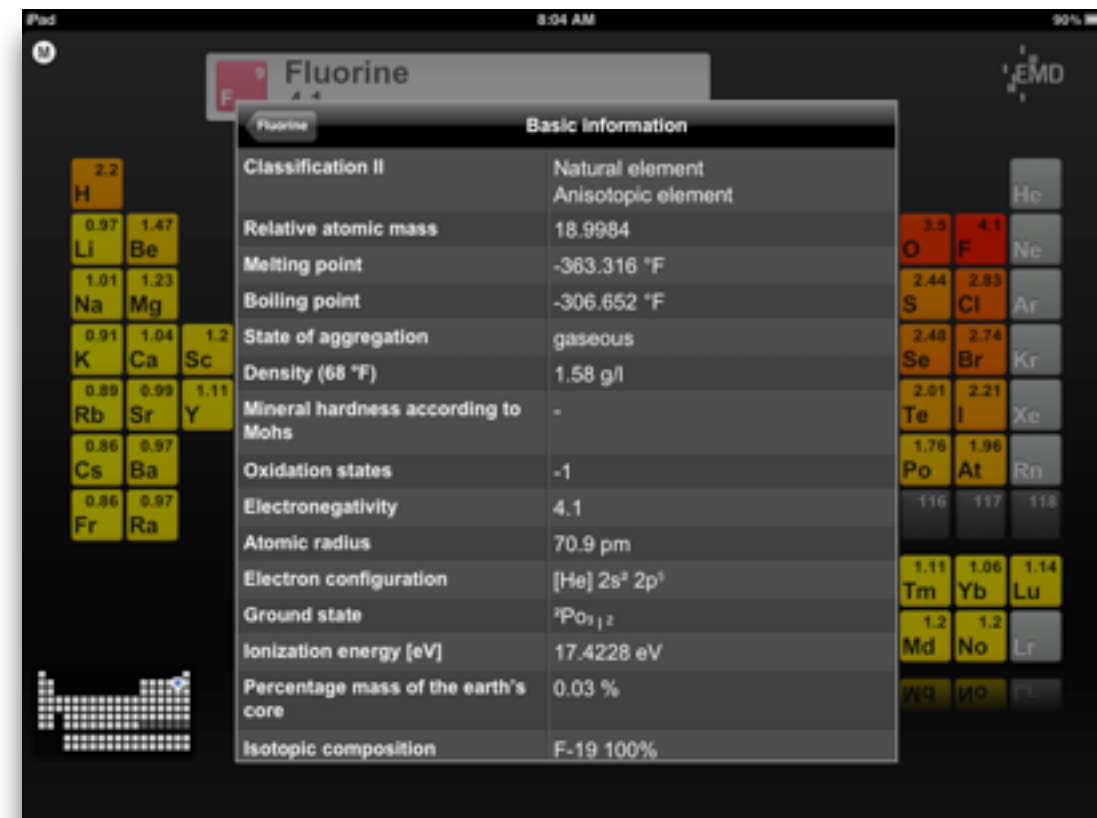 iPad 8:04 AM 90%
M
9
Fluorine
F
4.1
EMD
Fluorine Basic information
Classification II Natural element
Anisotopic element
Relative atomic mass 18.9984
Melting point -363.316 °F
Boiling point -306.652 °F
State of aggregation gaseous
Density (68 °F) 1.58 g/l
Mineral hardness according to
Mohs -
Oxidation states -1
Electronegativity 4.1
Atomic radius 70.9 pm
Electron configuration [He] 2s² 2p⁵
Ground state ²Po₃|₂
Ionization energy [eV] 17.4228 eV
Percentage mass of the earth's
core 0.03 %
Isotopic composition F-19 100%
2.2
H He
0.97 1.47 3.5 4.1
Li Be O F Ne
1.01 1.23 2.44 2.83
Na Mg S Cl Ar
0.91 1.04 1.2 2.48 2.74
K Ca Sc Se Br Kr
0.89 0.99 1.11 2.01 2.21
Rb Sr Y Te I Xe
0.86 0.97 1.76 1.96
Cs Ba Po At Rn
0.86 0.97 116 117 118
Fr Ra
1.11 1.06 1.14
Tm Yb Lu
1.2 1.2
Md No Lr